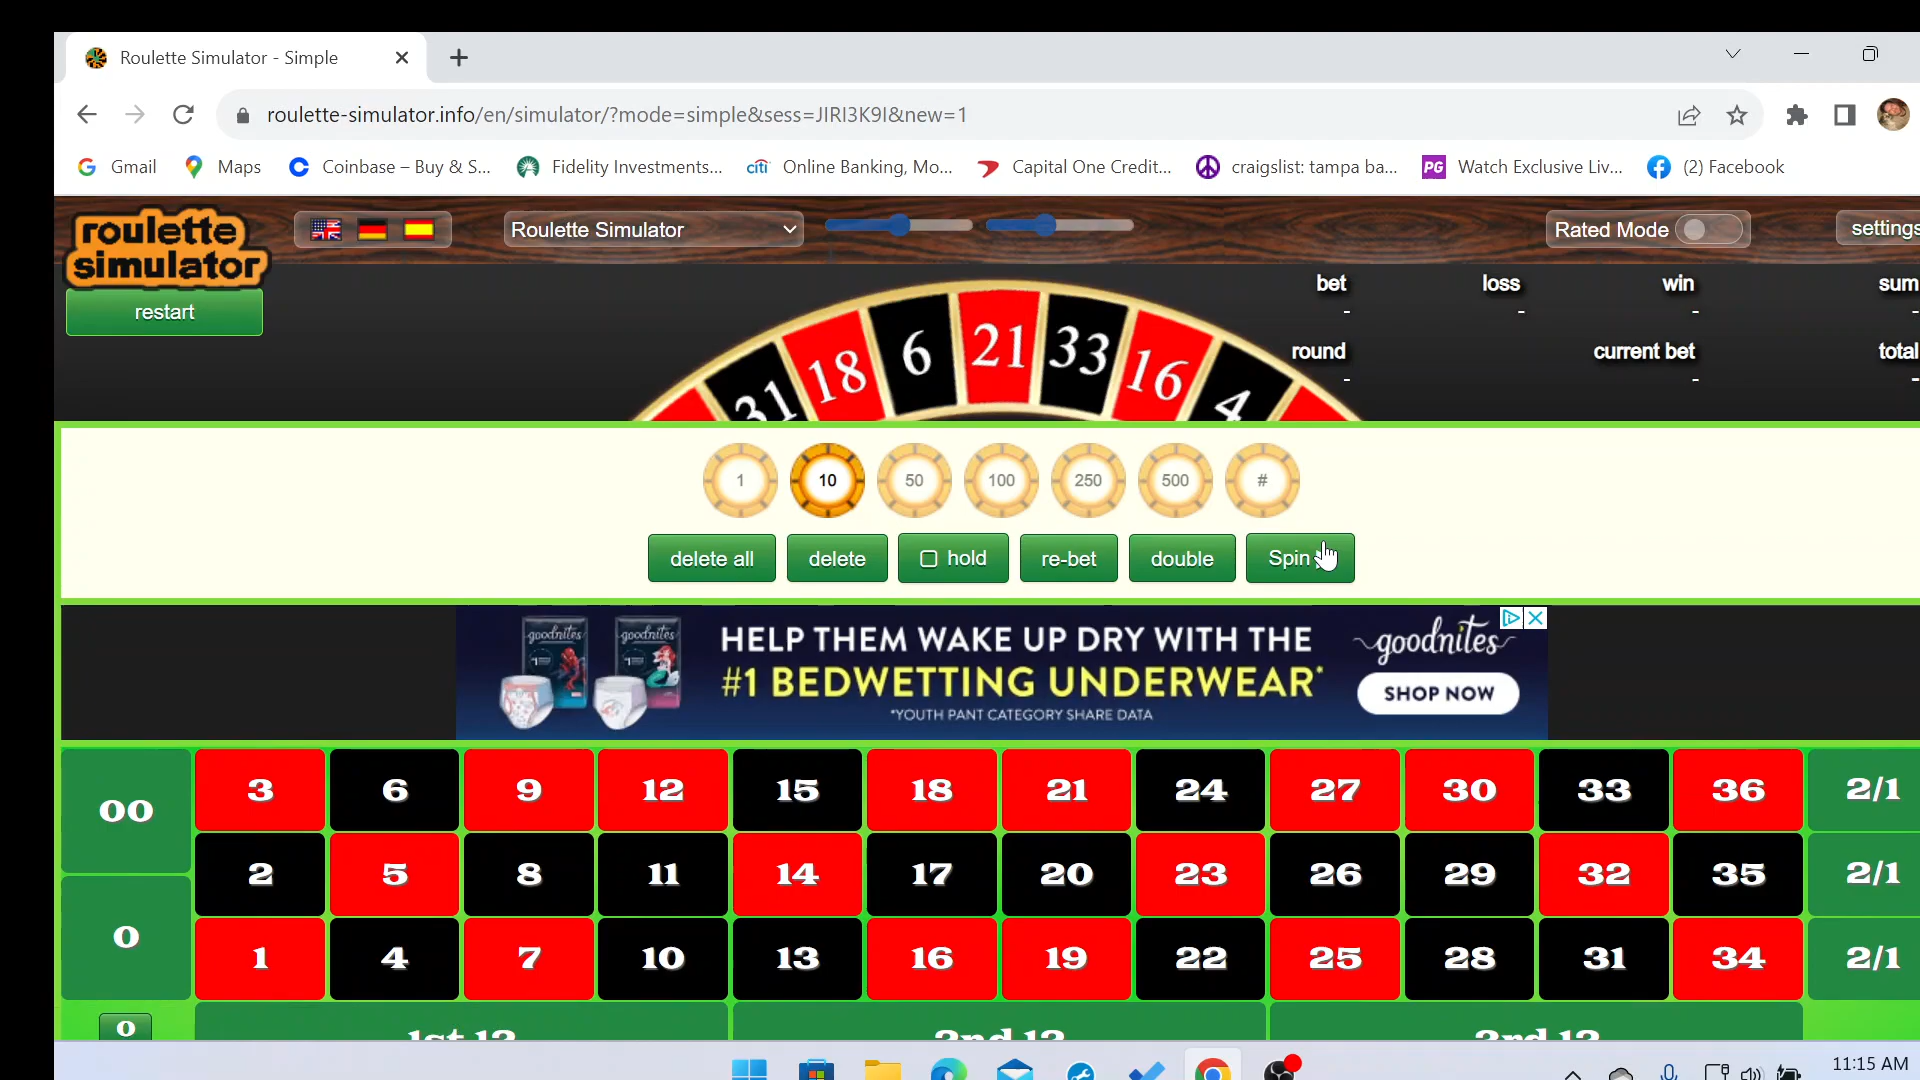 Roulette Simulator - Simple
roulette-simulator.info/en/simulator/?mode=simple&sess=JIRI3K9I&new=1
Gmail Maps Coinbase – Buy & S... Fidelity Investments... citi Online Banking, Mo... Capital One Credit... craigslist: tampa ba... PG Watch Exclusive Liv... (2) Facebook
roulette
simulator
Roulette Simulator
Rated Mode
settings
restart
bet loss win sum
- - - -
round current bet total
- - -
31 18 6 21 33 16 4
1 10 50 100 250 500 #
delete all delete hold re-bet double Spin
goodnites goodnites
HELP THEM WAKE UP DRY WITH THE
#1 BEDWETTING UNDERWEAR*
*YOUTH PANT CATEGORY SHARE DATA
goodnites
SHOP NOW
00 3 6 9 12 15 18 21 24 27 30 33 36 2/1
2 5 8 11 14 17 20 23 26 29 32 35 2/1
0 1 4 7 10 13 16 19 22 25 28 31 34 2/1
0 1st 12 2nd 12 3rd 12
11:15 AM